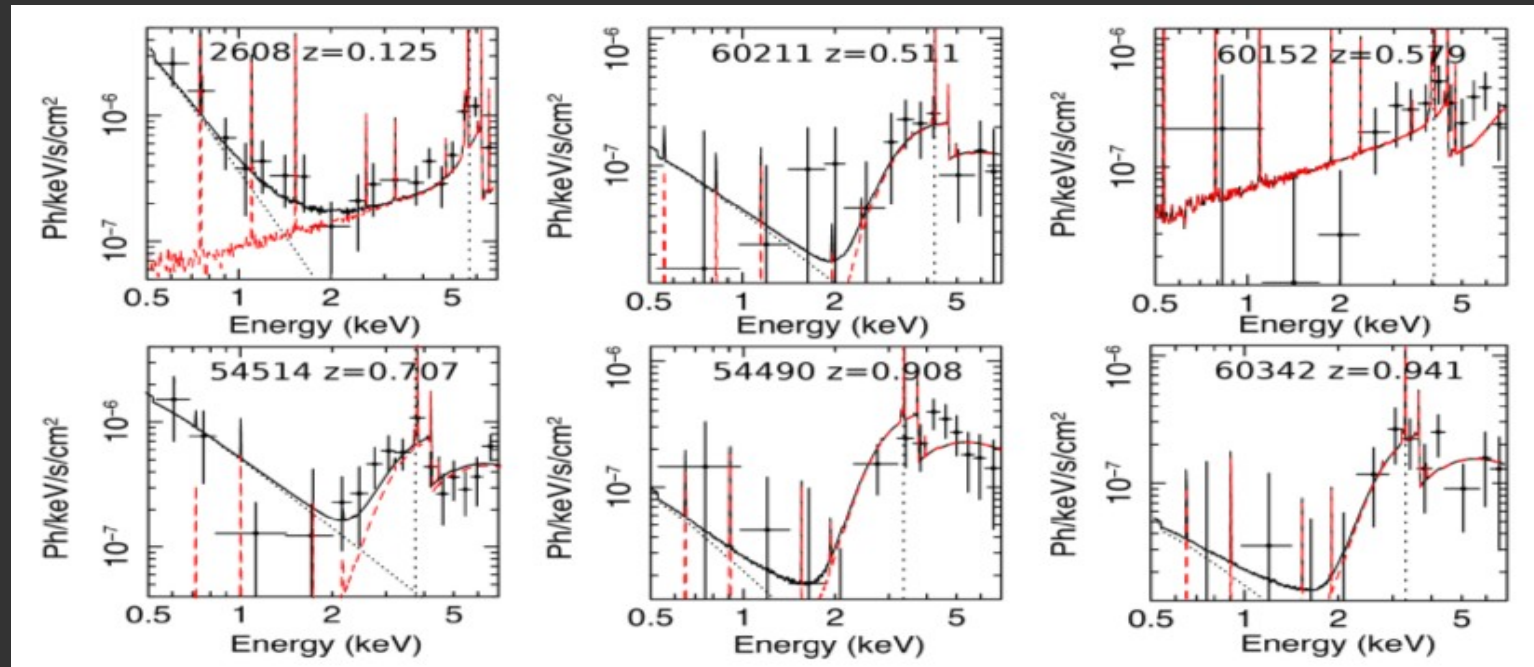 2608 z=0.125
10⁻⁶
10⁻⁷
Ph/keV/s/cm²
0.5 1 2 5
Energy (keV)
60211 z=0.511
10⁻⁶
10⁻⁷
Ph/keV/s/cm²
0.5 1 2 5
Energy (keV)
60152 z=0.579
10⁻⁶
10⁻⁷
Ph/keV/s/cm²
0.5 1 2 5
Energy (keV)
54514 z=0.707
10⁻⁶
10⁻⁷
Ph/keV/s/cm²
0.5 1 2 5
Energy (keV)
54490 z=0.908
10⁻⁶
10⁻⁷
Ph/keV/s/cm²
0.5 1 2 5
Energy (keV)
60342 z=0.941
10⁻⁶
10⁻⁷
Ph/keV/s/cm²
0.5 1 2 5
Energy (keV)